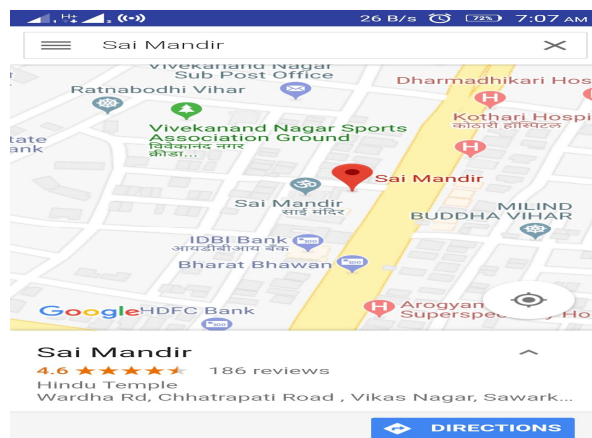 26 B/s 72% 7:07 AM
Sai Mandir
Vivekanand Nagar
Sub Post Office
Ratnabodhi Vihar
Dharmadhikari Hos
Kothari Hospi
कोठारी हॉस्पिटल
Vivekanand Nagar Sports
Association Ground
विवेकानंद नगर
क्रीडा...
tate
ank
Sai Mandir
Sai Mandir
साई मंदिर
MILIND
BUDDHA VIHAR
IDBI Bank
आयडीबीआय बँक
Bharat Bhawan
Google
HDFC Bank
Arogyam
Superspe
Ho
Sai Mandir
4.6 186 reviews
Hindu Temple
Wardha Rd, Chhatrapati Road , Vikas Nagar, Sawark...
DIRECTIONS